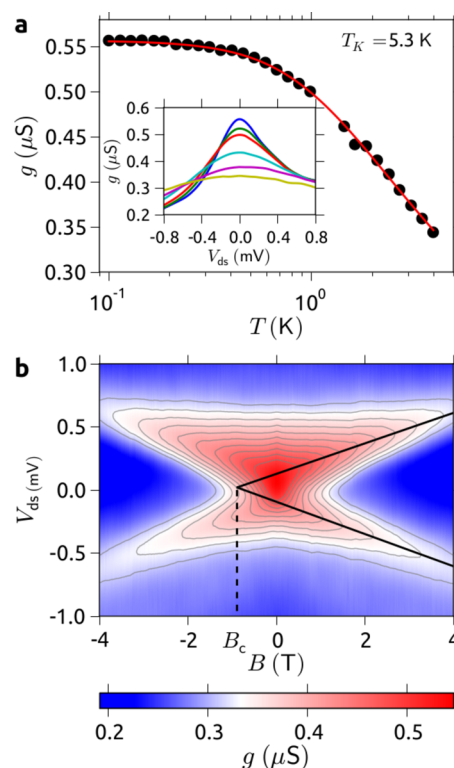 a
T_K = 5.3 K
0.55
0.50
0.45
0.40
0.35
0.30
g (μS)
0.6
0.5
0.4
0.3
0.2
g (μS)
-0.8 -0.4 0.0 0.4 0.8
V_ds (mV)
10^-1 10^0
T (K)
b
1.0
0.5
0.0
-0.5
-1.0
V_ds (mV)
-4 -2 B_c 0 2 4
B (T)
0.2 0.3 0.4 0.5
g (μS)